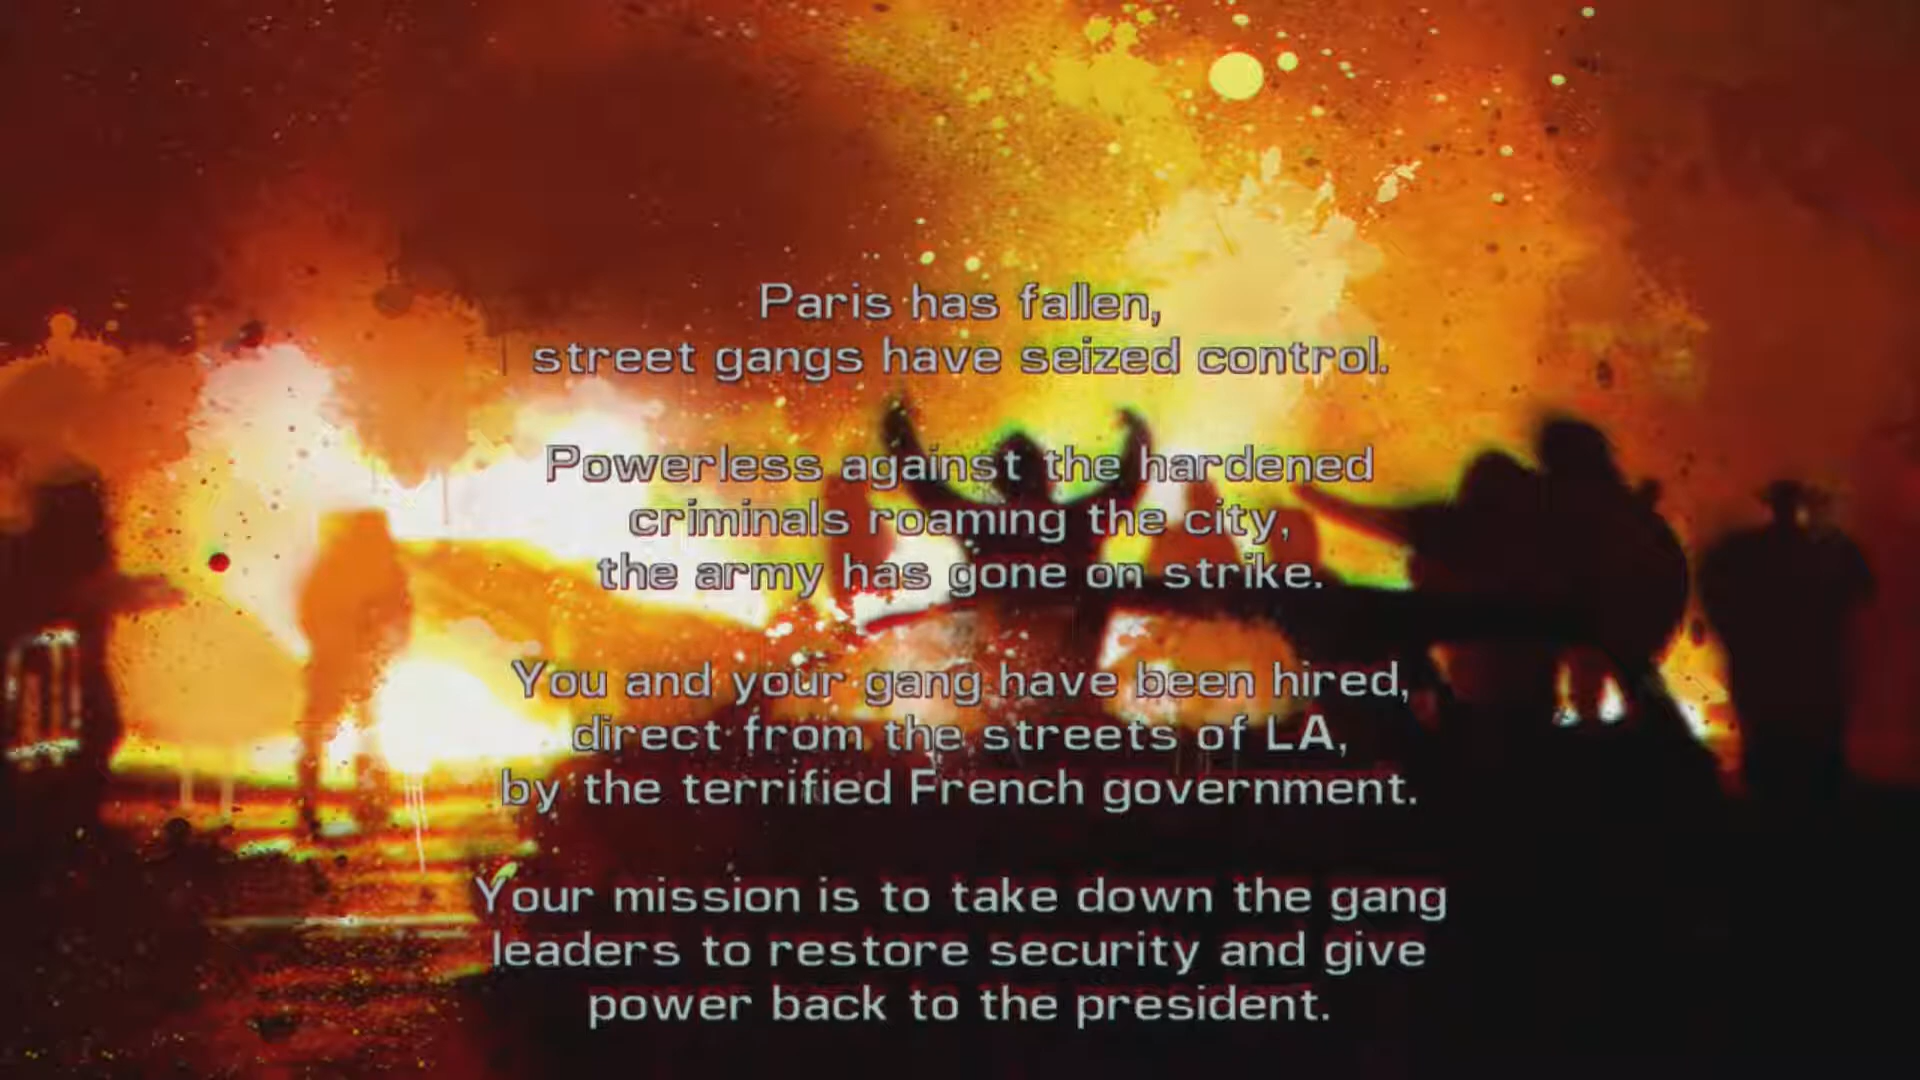 Paris has fallen,
street gangs have seized control.
Powerless against the hardened
criminals roaming the city,
the army has gone on strike.
You and your gang have been hired,
direct from the streets of LA,
by the terrified French government.
Your mission is to take down the gang
leaders to restore security and give
power back to the president.